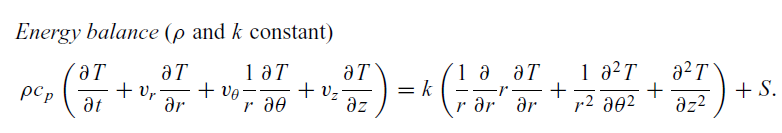 Energy balance (ρ and k constant)
ρc_p (∂T/∂t + v_r ∂T/∂r + v_θ 1/r ∂T/∂θ + v_z ∂T/∂z) = k (1/r ∂/∂r r ∂T/∂r + 1/r² ∂²T/∂θ² + ∂²T/∂z²) + S.